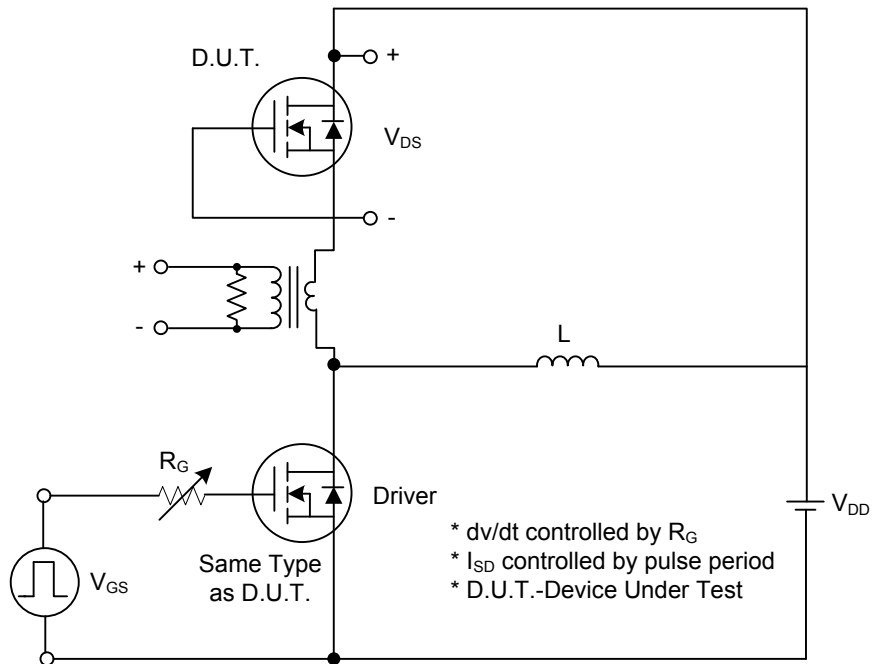 D.U.T.
+
V_DS
-
+
-
L
R_G
Driver
V_DD
* dv/dt controlled by R_G
* I_SD controlled by pulse period
* D.U.T.-Device Under Test
Same Type
as D.U.T.
V_GS